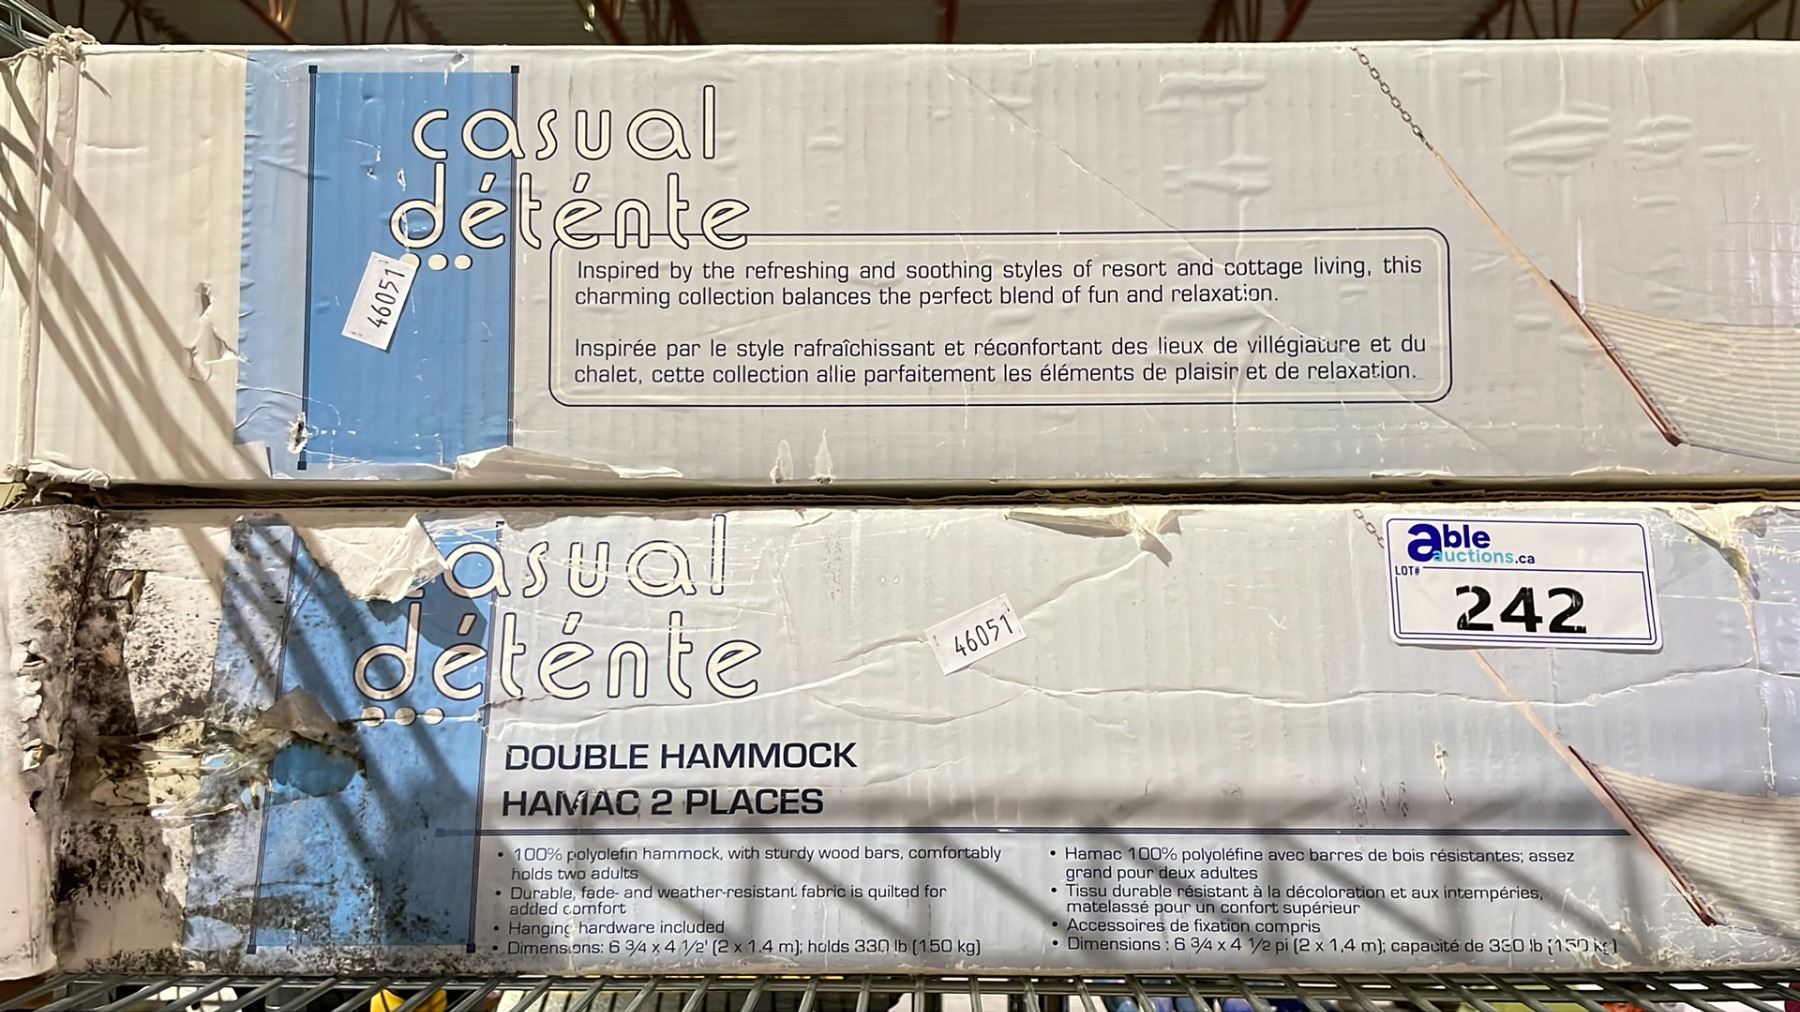 casual
déténte
46051
Inspired by the refreshing and soothing styles of resort and cottage living, this
charming collection balances the perfect blend of fun and relaxation.
Inspirée par le style rafraîchissant et réconfortant des lieux de villégiature et du
chalet, cette collection allie parfaitement les éléments de plaisir et de relaxation.
able
auctions.ca
LOT#
242
asual
déténte
46051
DOUBLE HAMMOCK
HAMAC 2 PLACES
• 100% polyolefin hammock, with sturdy wood bars, comfortably
holds two adults
• Durable, fade- and weather-resistant fabric is quilted for
added comfort
• Hanging hardware included
• Dimensions: 6 3/4 x 4 1/2' (2 x 1.4 m); holds 330 lb (150 kg)
• Hamac 100% polyoléfine avec barres de bois résistantes; assez
grand pour deux adultes
• Tissu durable résistant à la décoloration et aux intempéries,
matelassé pour un confort supérieur
• Accessoires de fixation compris
• Dimensions : 6 3/4 x 4 1/2 pi (2 x 1,4 m); capacité de 330 lb (150 kg)